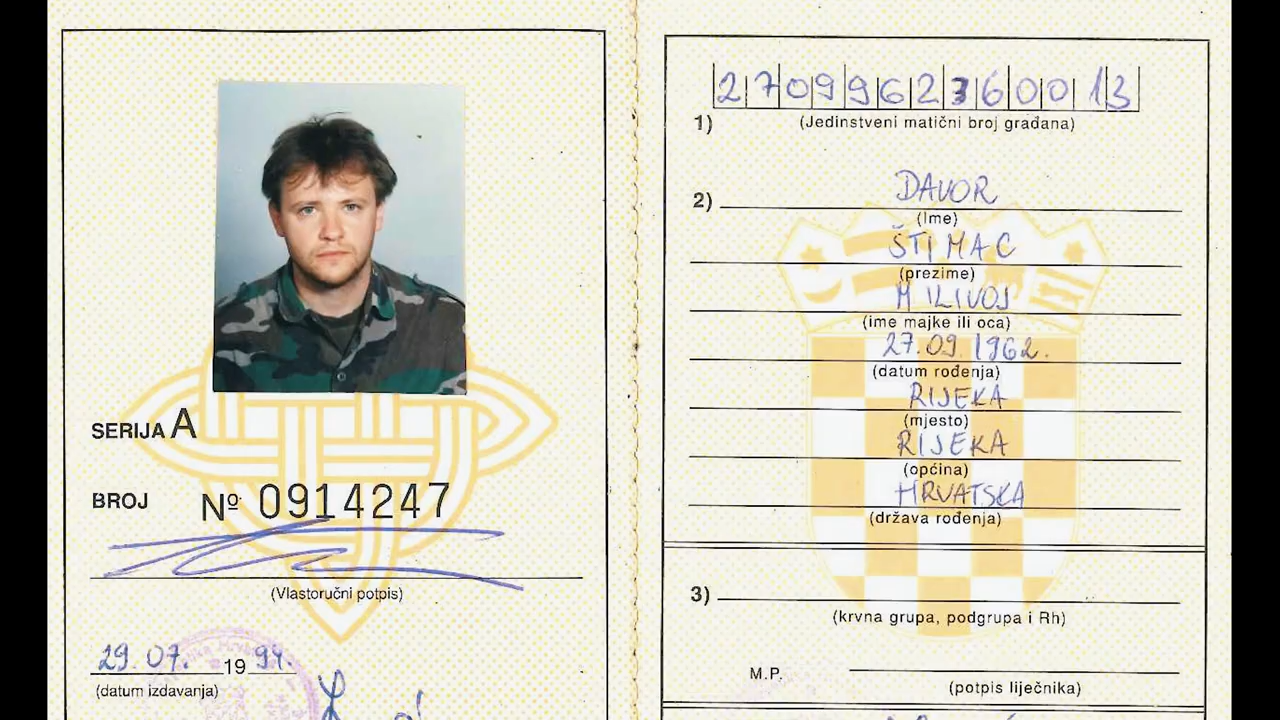 SERIJA A
BROJ Nº 0914247
(Vlastoručni potpis)
29. 07. 19 94.
(datum izdavanja)
2709962360013
1) (Jedinstveni matični broj građana)
2) DAVOR
(Ime)
ŠTIMAC
(prezime)
MILIVOJ
(ime majke ili oca)
27.09.1962.
(datum rođenja)
RIJEKA
(mjesto)
RIJEKA
(općina)
HRVATSKA
(država rođenja)
3)
(krvna grupa, podgrupa i Rh)
M.P.
(potpis liječnika)